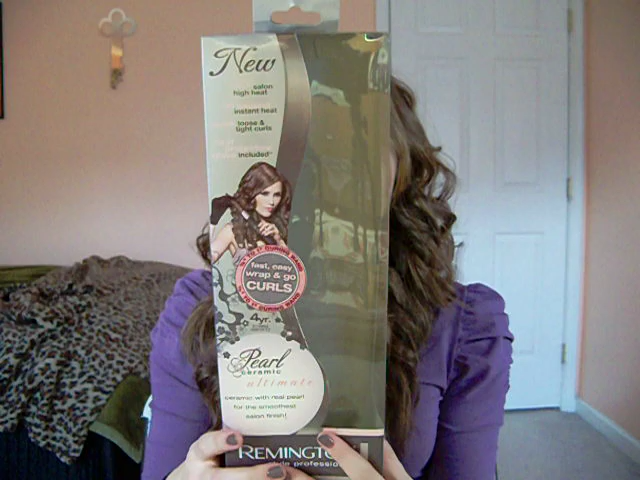 New
salon
high heat
instant heat
loose &
tight curls
included
fast, easy
wrap & go
CURLS
4yr.
Pearl
ceramic
ultimate
ceramic with real pearl
for the smoothest
salon finish!
REMINGTON